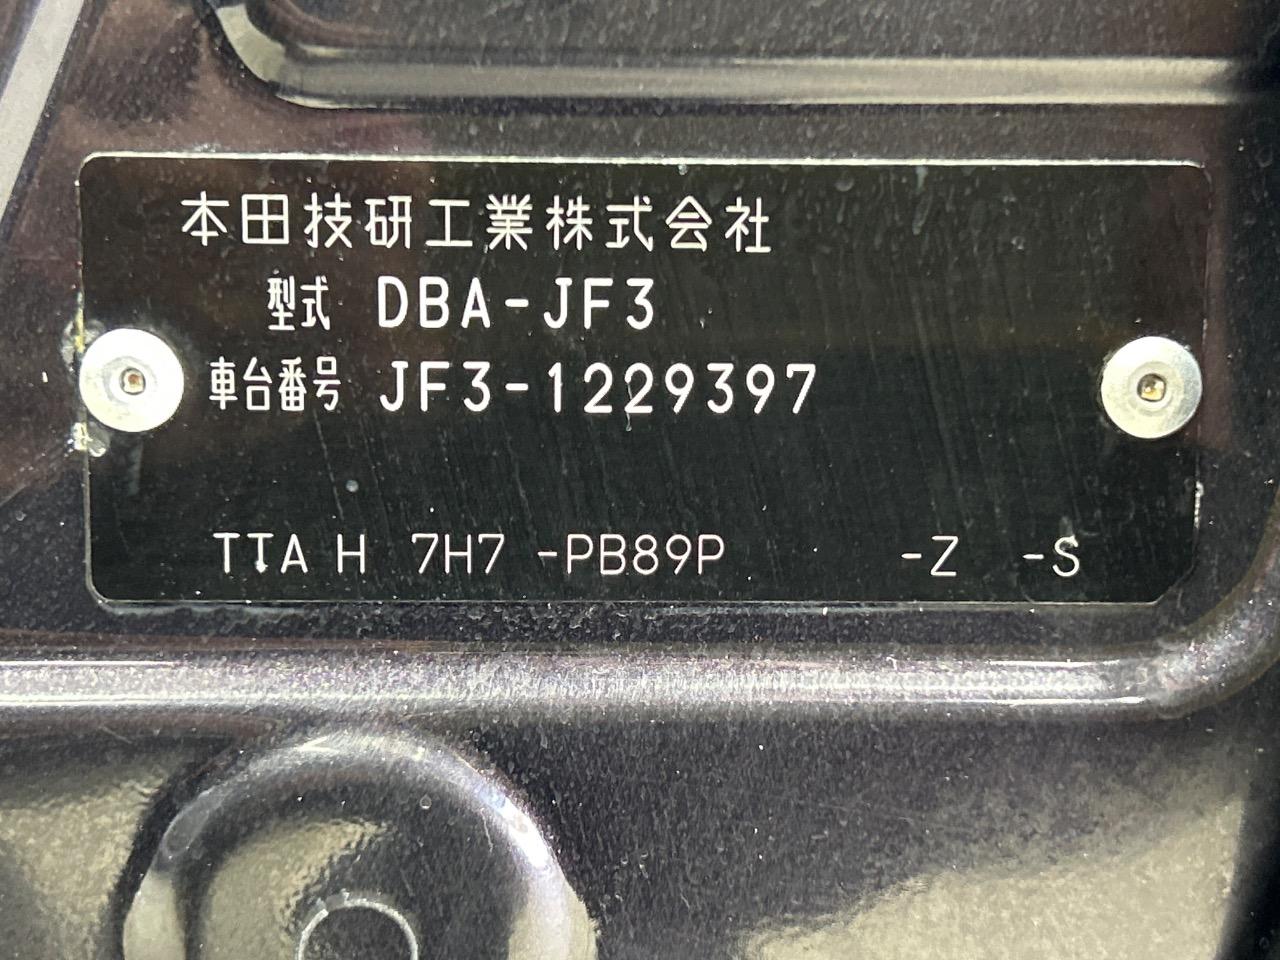 本田技研工業株式会社
型式 DBA-JF3
車台番号 JF3-1229397
TTA H 7H7 -PB89P -Z -S